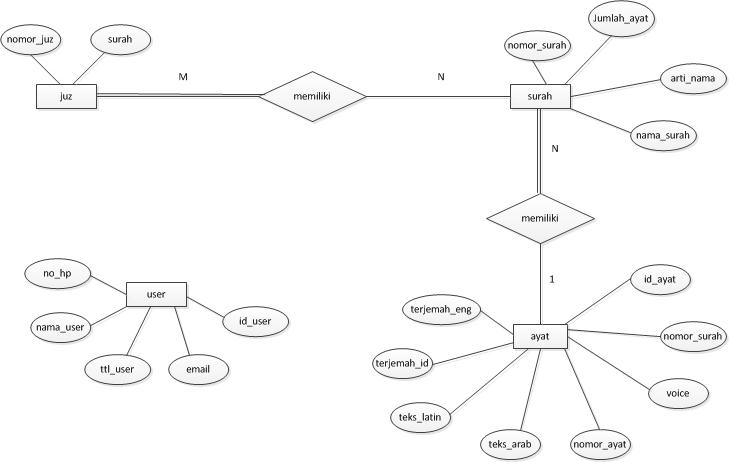 Jumlah_ayat
nomor_juz
surah
nomor_surah
M
N
arti_nama
juz
memiliki
surah
nama_surah
N
memiliki
no_hp
id_ayat
1
user
terjemah_eng
id_user
nama_user
ayat
nomor_surah
terjemah_id
ttl_user
email
voice
teks_latin
teks_arab
nomor_ayat